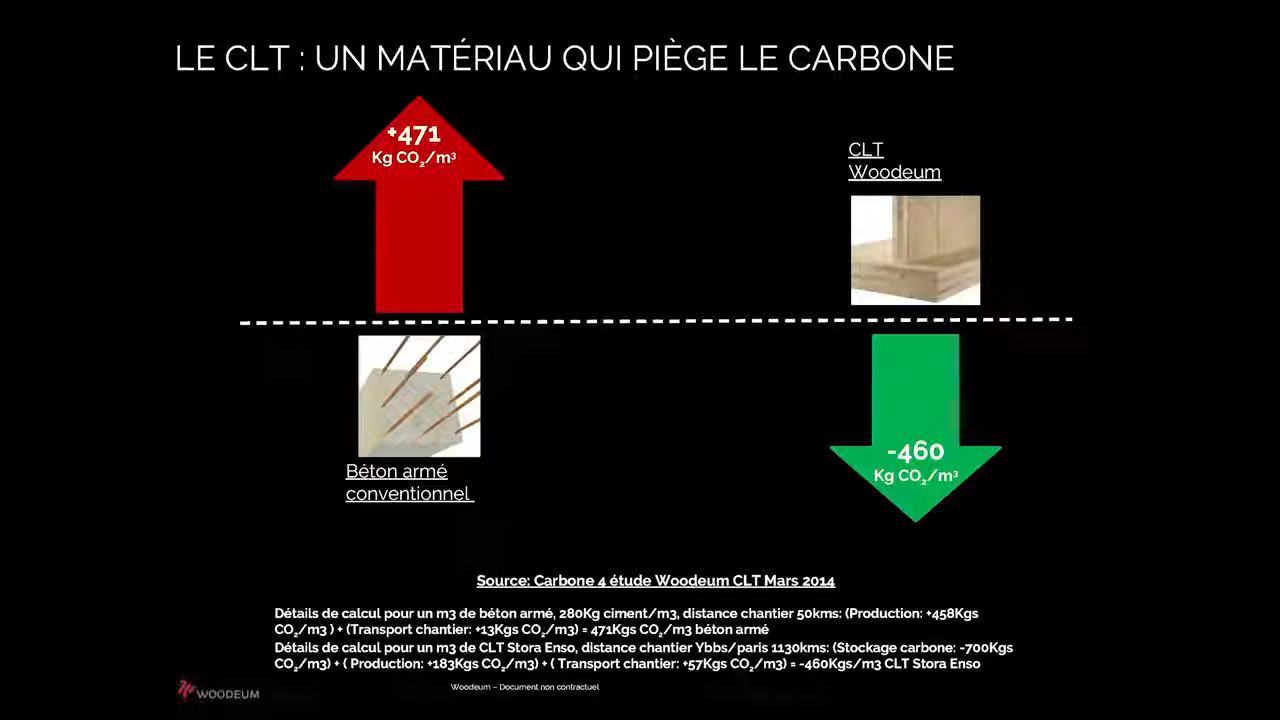 LE CLT : UN MATÉRIAU QUI PIÈGE LE CARBONE
+471
Kg CO₂/m³
CLT
Woodeum
Béton armé
conventionnel
-460
Kg CO₂/m³
Source: Carbone 4 étude Woodeum CLT Mars 2014
Détails de calcul pour un m3 de béton armé, 280Kg ciment/m3, distance chantier 50kms: (Production: +458Kgs
CO₂/m3 ) + (Transport chantier: +13Kgs CO₂/m3) = 471Kgs CO₂/m3 béton armé
Détails de calcul pour un m3 de CLT Stora Enso, distance chantier Ybbs/paris 1130kms: (Stockage carbone: -700Kgs
CO₂/m3) + ( Production: +183Kgs CO₂/m3) + ( Transport chantier: +57Kgs CO₂/m3) = -460Kgs/m3 CLT Stora Enso
Woodeum – Document non contractuel
WOODEUM